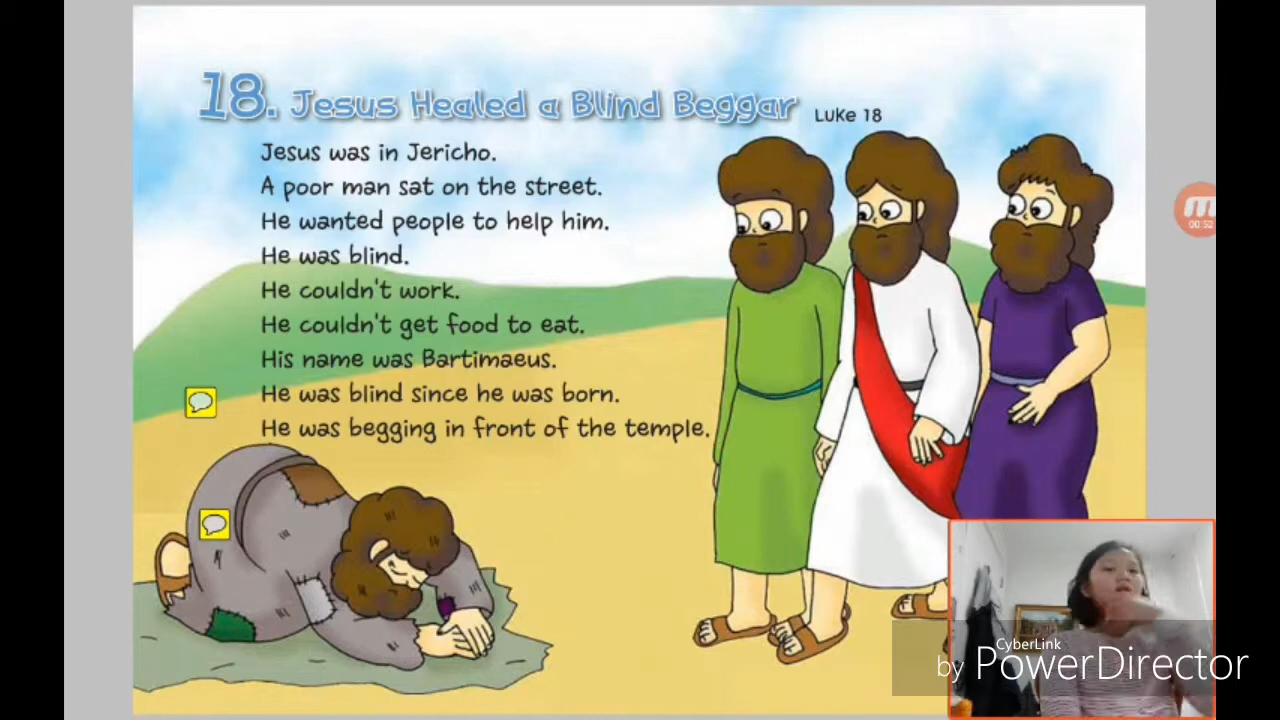 18. Jesus Healed a Blind Beggar Luke 18
Jesus was in Jericho.
A poor man sat on the street.
He wanted people to help him.
He was blind.
He couldn't work.
He couldn't get food to eat.
His name was Bartimaeus.
He was blind since he was born.
He was begging in front of the temple.
00:52
CyberLink
by PowerDirector